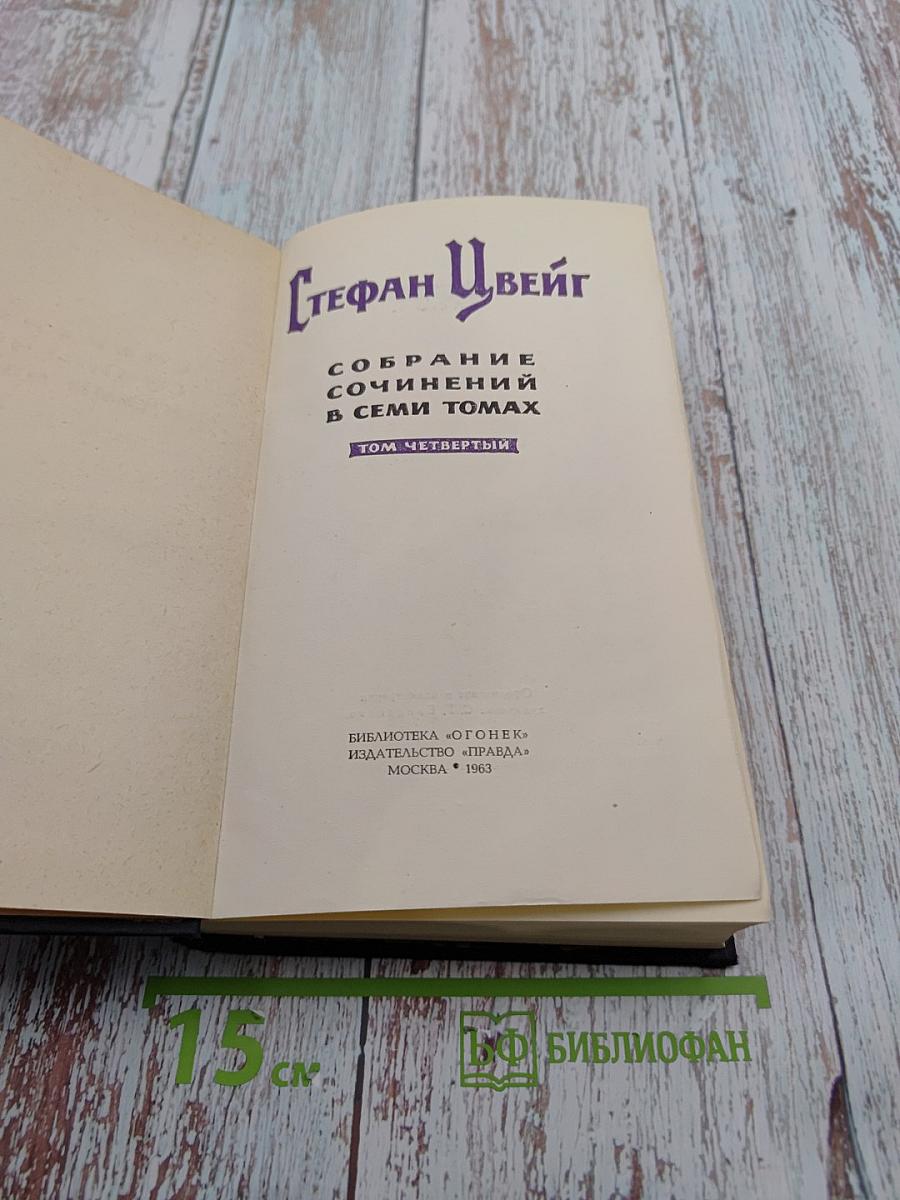 Стефан Цвейг
СОБРАНИЕ
СОЧИНЕНИЙ
В СЕМИ ТОМАХ
ТОМ ЧЕТВЕРТЫЙ
БИБЛИОТЕКА «ОГОНЕК»
ИЗДАТЕЛЬСТВО «ПРАВДА»
МОСКВА • 1963
15 см
БФ БИБЛИОФАН